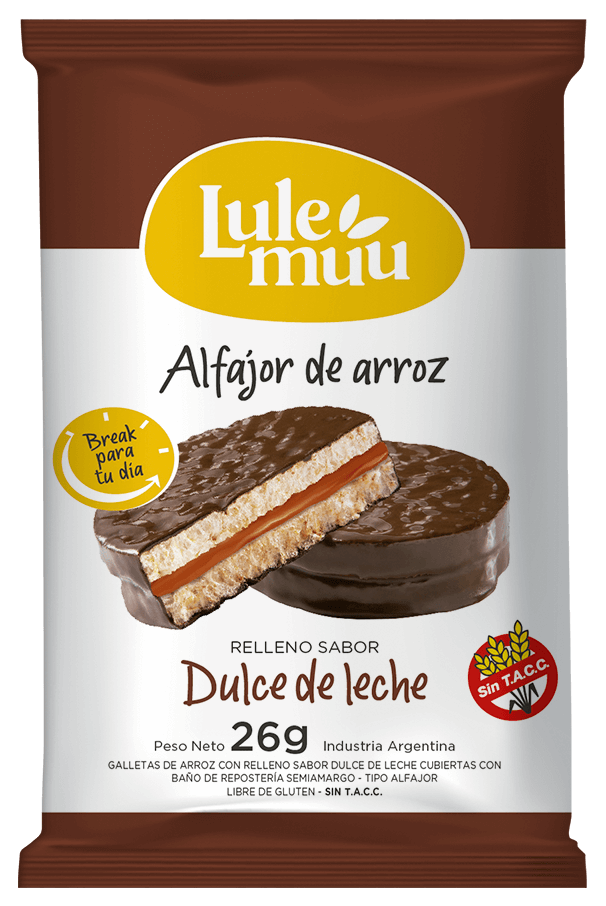 Lule
muu
Alfajor de arroz
Break
para
tu día
RELLENO SABOR
Dulce de leche
Sin T.A.C.C.
Peso Neto 26g Industria Argentina
GALLETAS DE ARROZ CON RELLENO SABOR DULCE DE LECHE CUBIERTAS CON
BAÑO DE REPOSTERÍA SEMIAMARGO - TIPO ALFAJOR
LIBRE DE GLUTEN - SIN T.A.C.C.